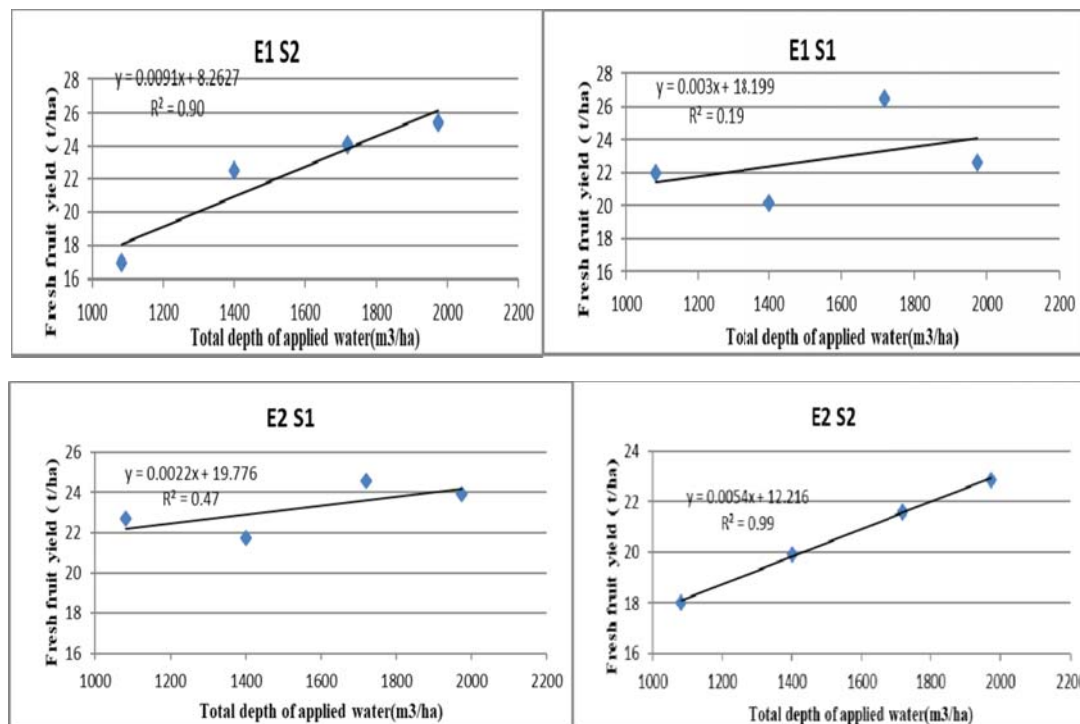 E1 S2
Fresh fruit yield ( t/ha)
28
26
24
22
20
18
16
y = 0.0091x + 8.2627
R² = 0.90
1000 1200 1400 1600 1800 2000 2200
Total depth of applied water(m3/ha)
E1 S1
Fresh fruit yield ( t/ha)
28
26
24
22
20
18
16
y = 0.003x + 18.199
R² = 0.19
1000 1200 1400 1600 1800 2000 2200
Total depth of applied water(m3/ha)
E2 S1
Fresh fruit yield ( t/ha)
26
24
22
20
18
16
y = 0.0022x + 19.776
R² = 0.47
1000 1200 1400 1600 1800 2000 2200
Total depth of applied water(m3/ha)
E2 S2
Fresh fruit yield ( t/ha)
24
22
20
18
16
y = 0.0054x + 12.216
R² = 0.99
1000 1200 1400 1600 1800 2000 2200
Total depth of applied water(m3/ha)